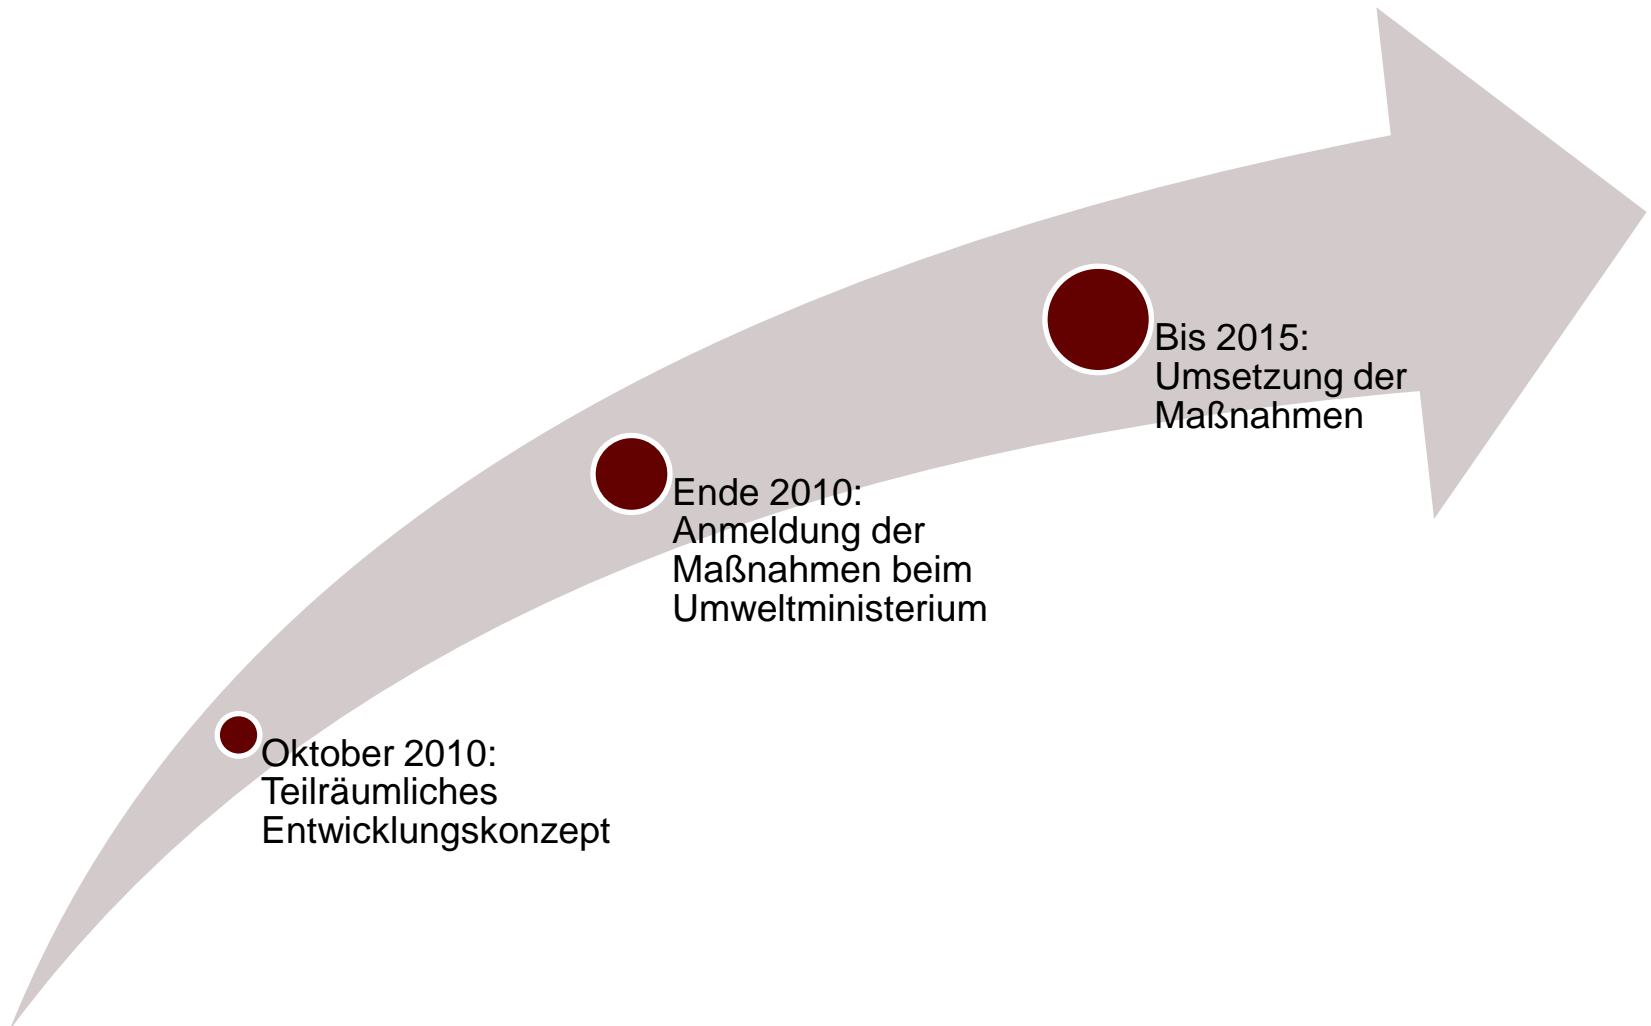 Oktober 2010:
Teilräumliches
Entwicklungskonzept
Ende 2010:
Anmeldung der
Maßnahmen beim
Umweltministerium
Bis 2015:
Umsetzung der
Maßnahmen